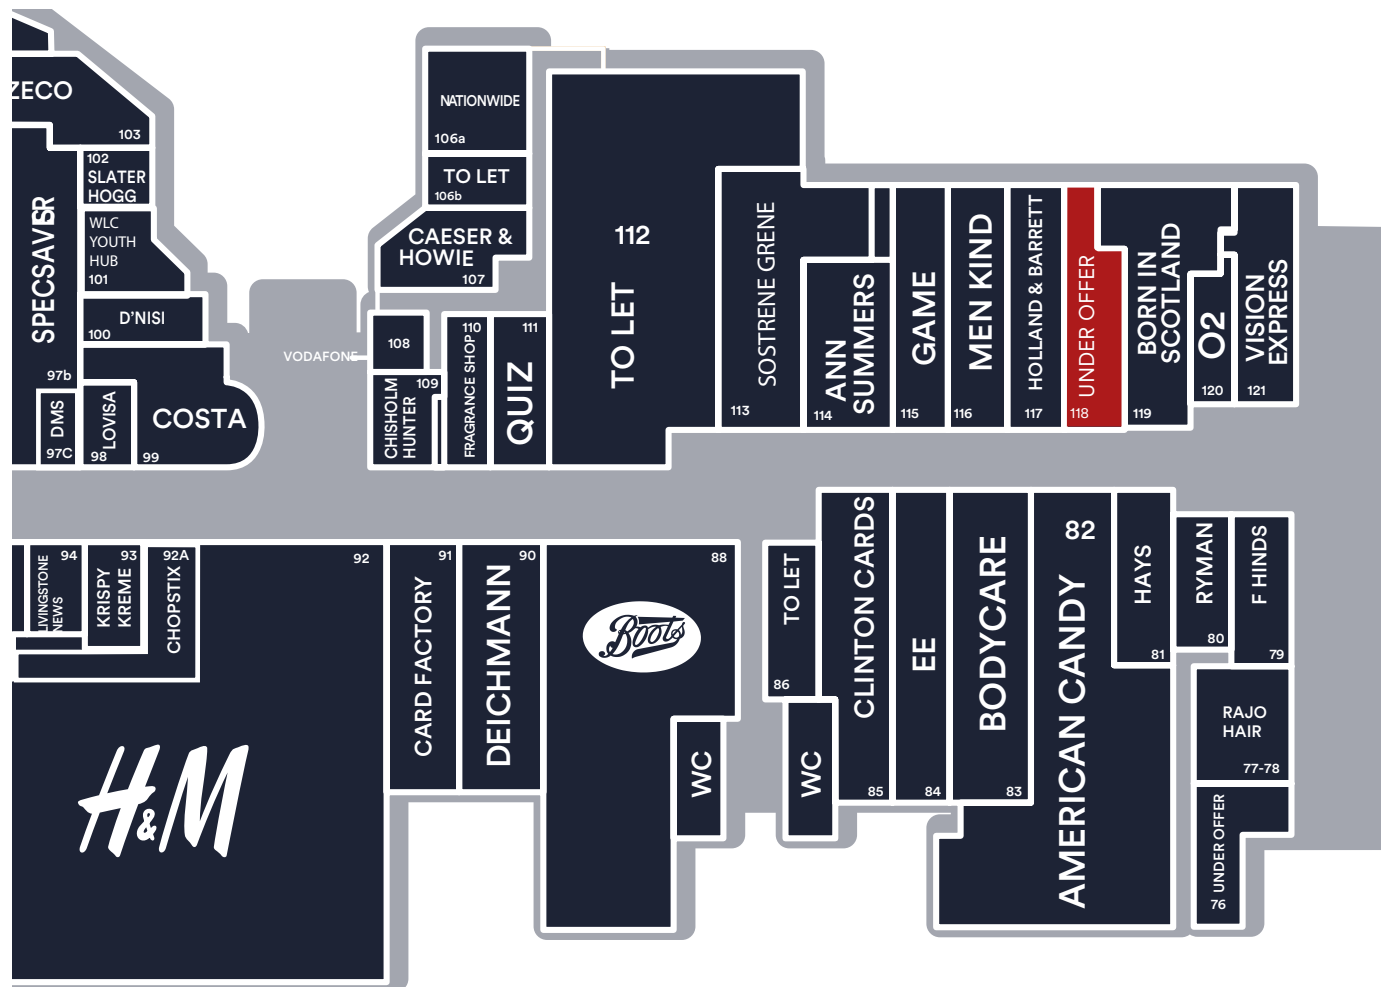 ZECO
103
102
SLATER
HOGG
WLC
YOUTH
HUB
101
D'NISI
100
SPECSAVER
97b
DMS
97C
LOVISA
98
COSTA
99
NATIONWIDE
106a
TO LET
106b
CAESER &
HOWIE
107
VODAFONE
108
109
CHISHOLM
HUNTER
110
FRAGRANCE SHOP
111
QUIZ
112
TO LET
SOSTRENE GRENE
113
ANN
SUMMERS
114
GAME
115
MEN KIND
116
HOLLAND & BARRETT
117
UNDER OFFER
118
BORN IN
SCOTLAND
119
O2
120
VISION
EXPRESS
121
94
LIVINGSTONE
NEWS
93
KRISPY
KREME
92A
CHOPSTIX
92
H&M
91
CARD FACTORY
90
DEICHMANN
88
Boots
WC
TO LET
86
WC
CLINTON CARDS
85
EE
84
BODYCARE
83
82
AMERICAN CANDY
HAYS
81
RYMAN
80
F HINDS
79
RAJO
HAIR
77-78
UNDER OFFER
76